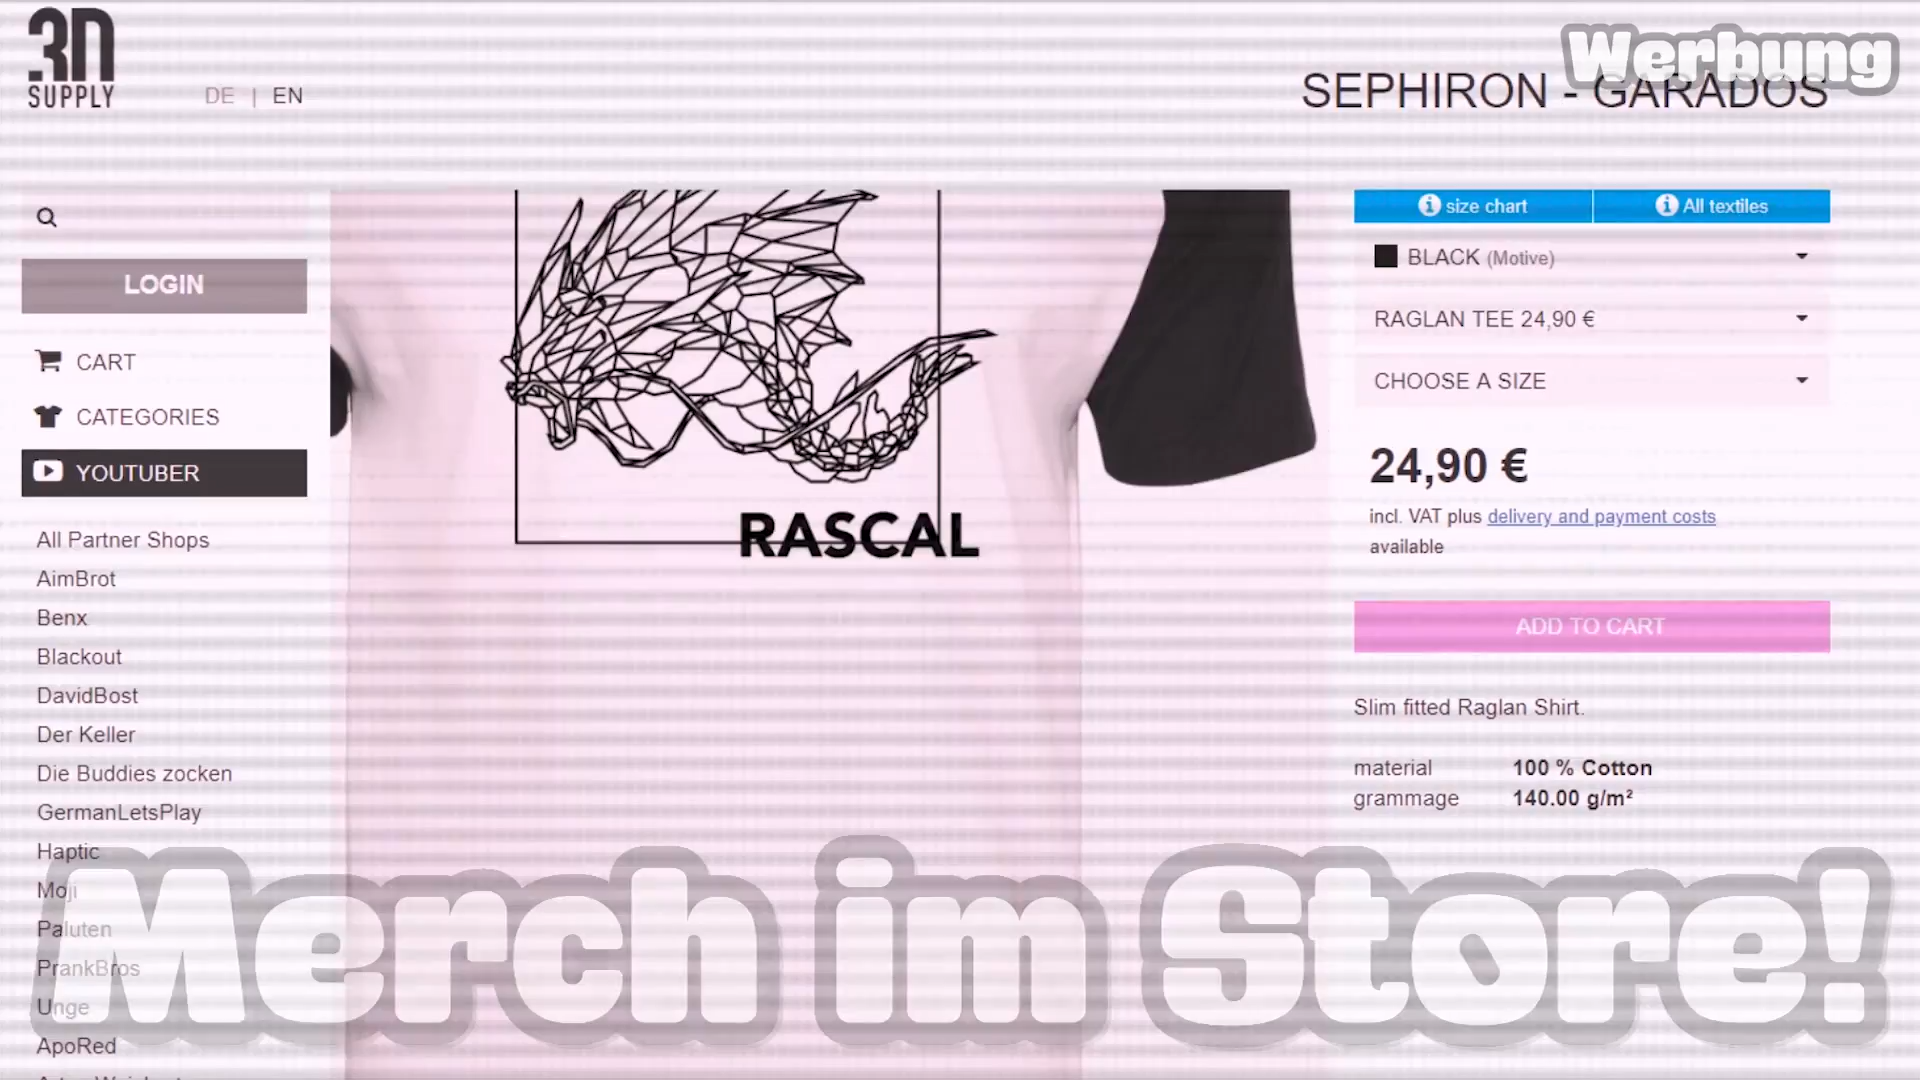 3D
SUPPLY
DE | EN
Werbung
SEPHIRON - GARADOS
LOGIN
CART
CATEGORIES
YOUTUBER
All Partner Shops
AimBrot
Benx
Blackout
DavidBost
Der Keller
Die Buddies zocken
GermanLetsPlay
Haptic
Moji
Paluten
PrankBros
Unge
ApoRed
RASCAL
size chart
All textiles
BLACK (Motive)
RAGLAN TEE 24,90 €
CHOOSE A SIZE
24,90 €
incl. VAT plus delivery and payment costs
available
ADD TO CART
Slim fitted Raglan Shirt.
material 100 % Cotton
grammage 140.00 g/m²
Merch im Store!